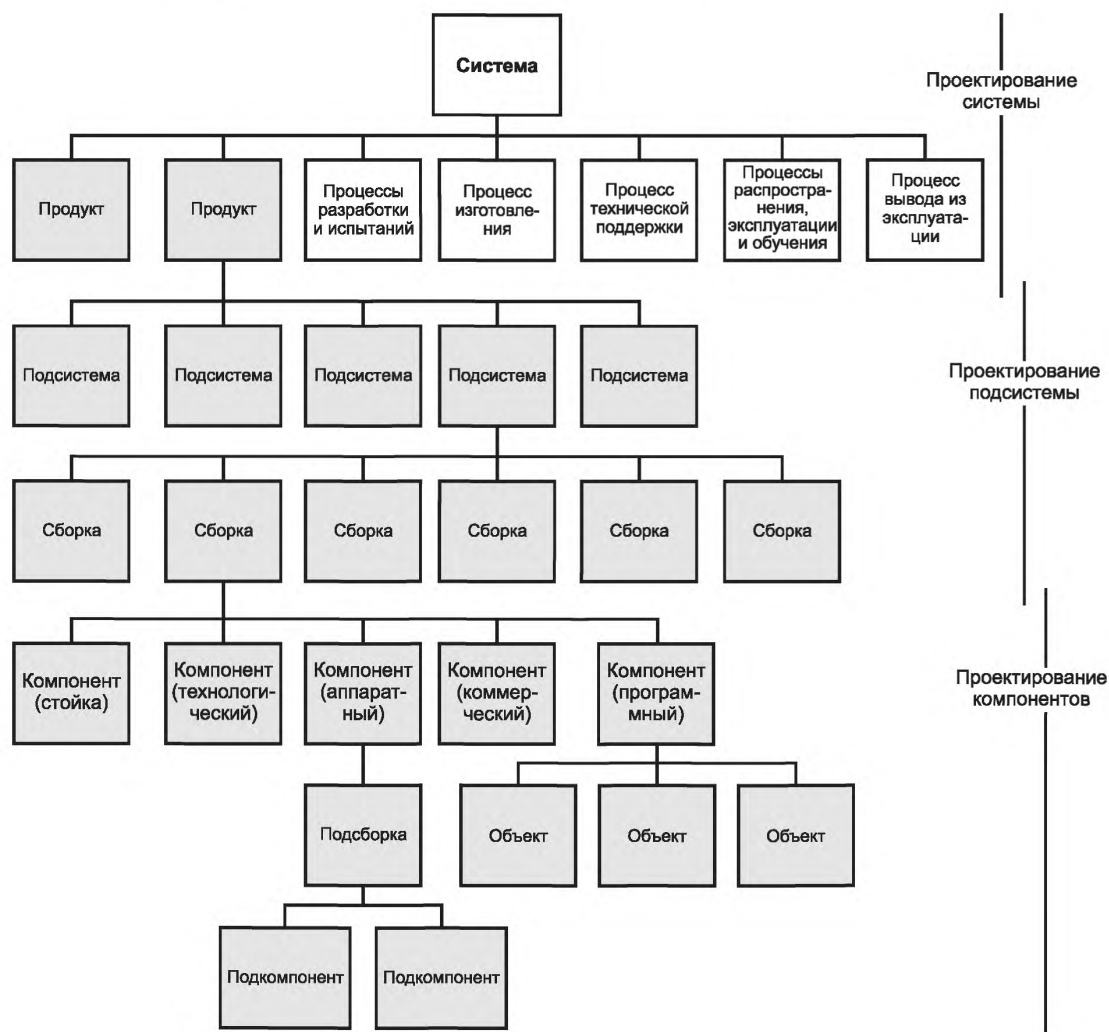 Система
Проектирование
системы
Продукт
Продукт
Процессы
разработки
и испытаний
Процесс
изготовле-
ния
Процесс
технической
поддержки
Процессы
распростра-
нения,
эксплуатации
и обучения
Процесс
вывода из
эксплуата-
ции
Подсистема
Подсистема
Подсистема
Подсистема
Подсистема
Проектирование
подсистемы
Сборка
Сборка
Сборка
Сборка
Сборка
Сборка
Компонент
(стойка)
Компонент
(технологи-
ческий)
Компонент
(аппарат-
ный)
Компонент
(коммер-
ческий)
Компонент
(програм-
мный)
Проектирование
компонентов
Подсборка
Объект
Объект
Объект
Подкомпонент
Подкомпонент